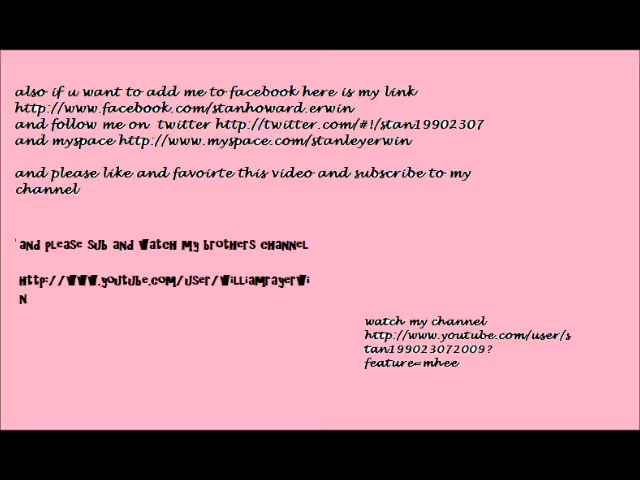 also if u want to add me to facebook here is my link
http://www.facebook.com/stanhoward.erwin
and follow me on twitter http://twitter.com/#!/stan19902307
and myspace http://www.myspace.com/stanleyerwin
and please like and favoirte this video and subscribe to my
channel
and please sub and watch my brothers channel
http://www.youtube.com/user/williamrayerwi
n
watch my channel
http://www.youtube.com/user/s
tan199023072009?
feature=mhee